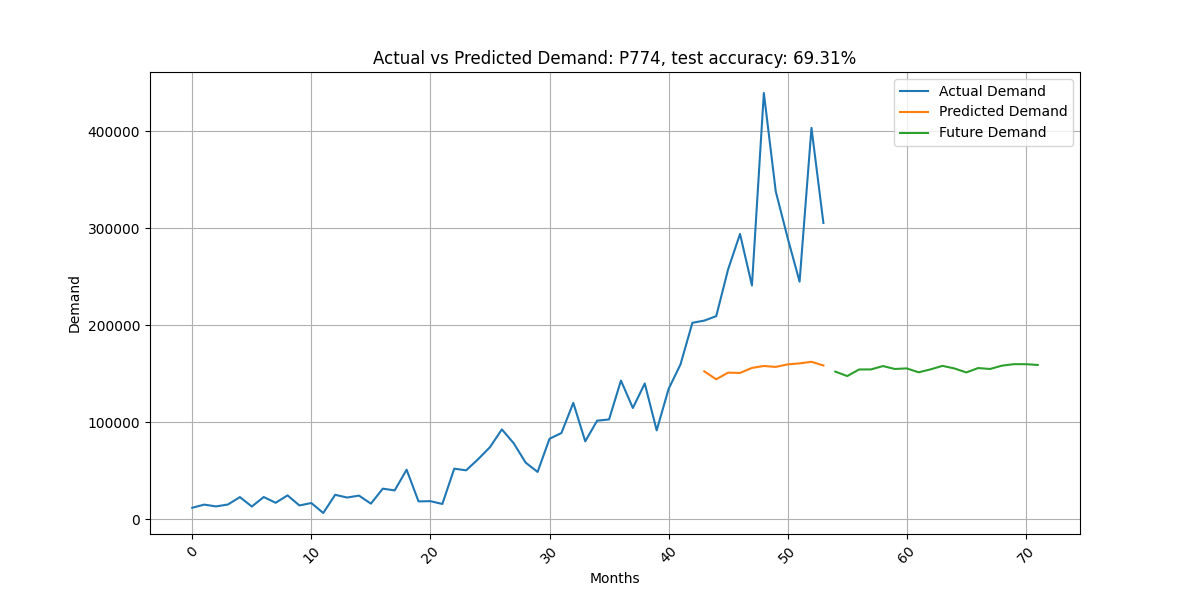 Actual vs Predicted Demand: P774, test accuracy: 69.31%
Actual Demand
Predicted Demand
Future Demand
400000
300000
200000
100000
0
Demand
0
10
20
30
40
50
60
70
Months